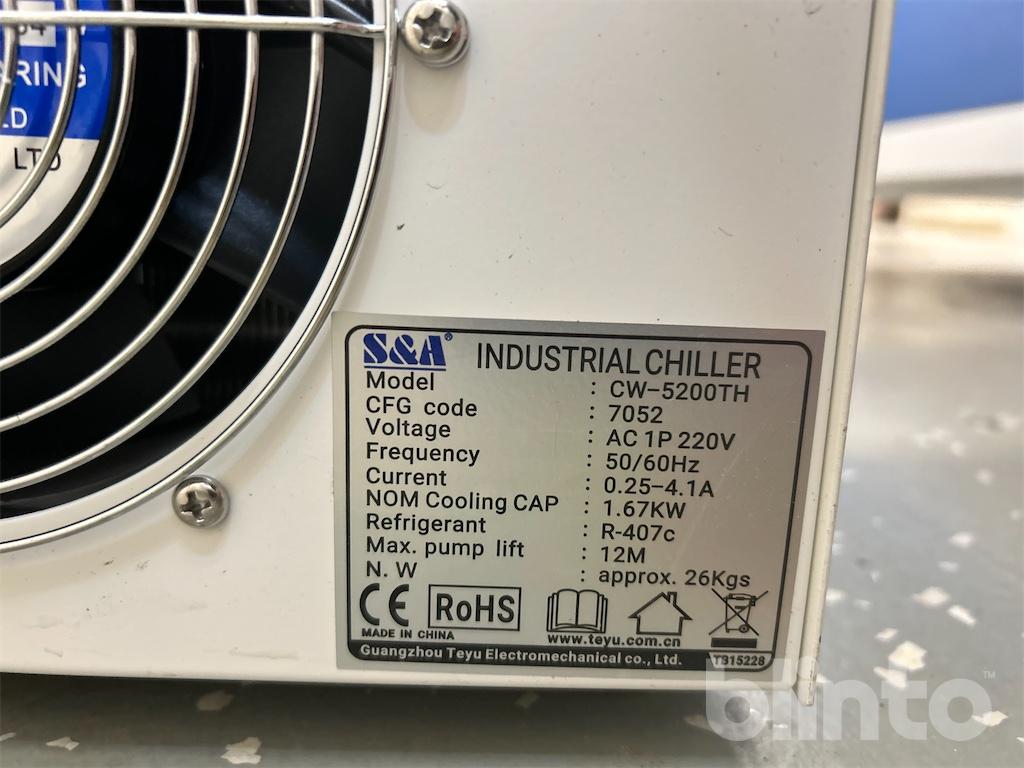 ARING
LTD
S&A® INDUSTRIAL CHILLER
Model : CW-5200TH
CFG code : 7052
Voltage : AC 1P 220V
Frequency : 50/60Hz
Current : 0.25-4.1A
NOM Cooling CAP : 1.67KW
Refrigerant : R-407c
Max. pump lift : 12M
N. W : approx. 26Kgs
CE RoHS
MADE IN CHINA
www.teyu.com.cn
Guangzhou Teyu Electromechanical co., Ltd. TB15228
blinto™